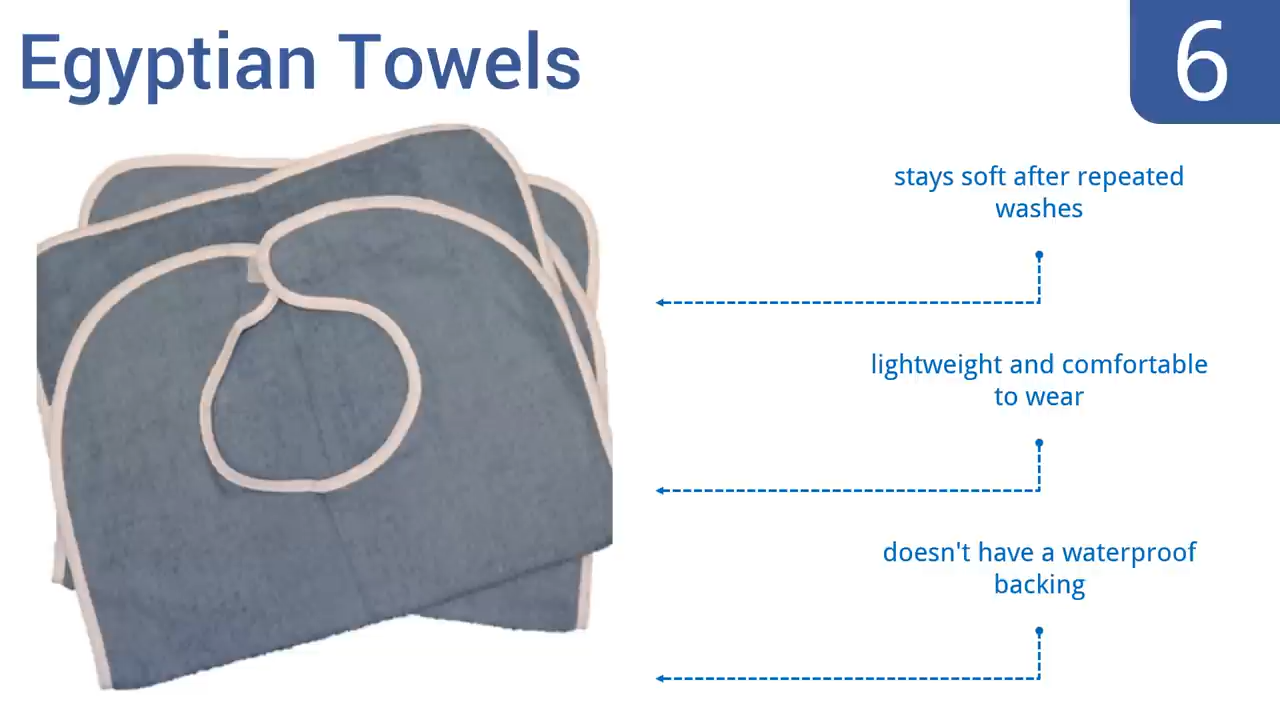 Egyptian Towels
6
stays soft after repeated
washes
lightweight and comfortable
to wear
doesn't have a waterproof
backing